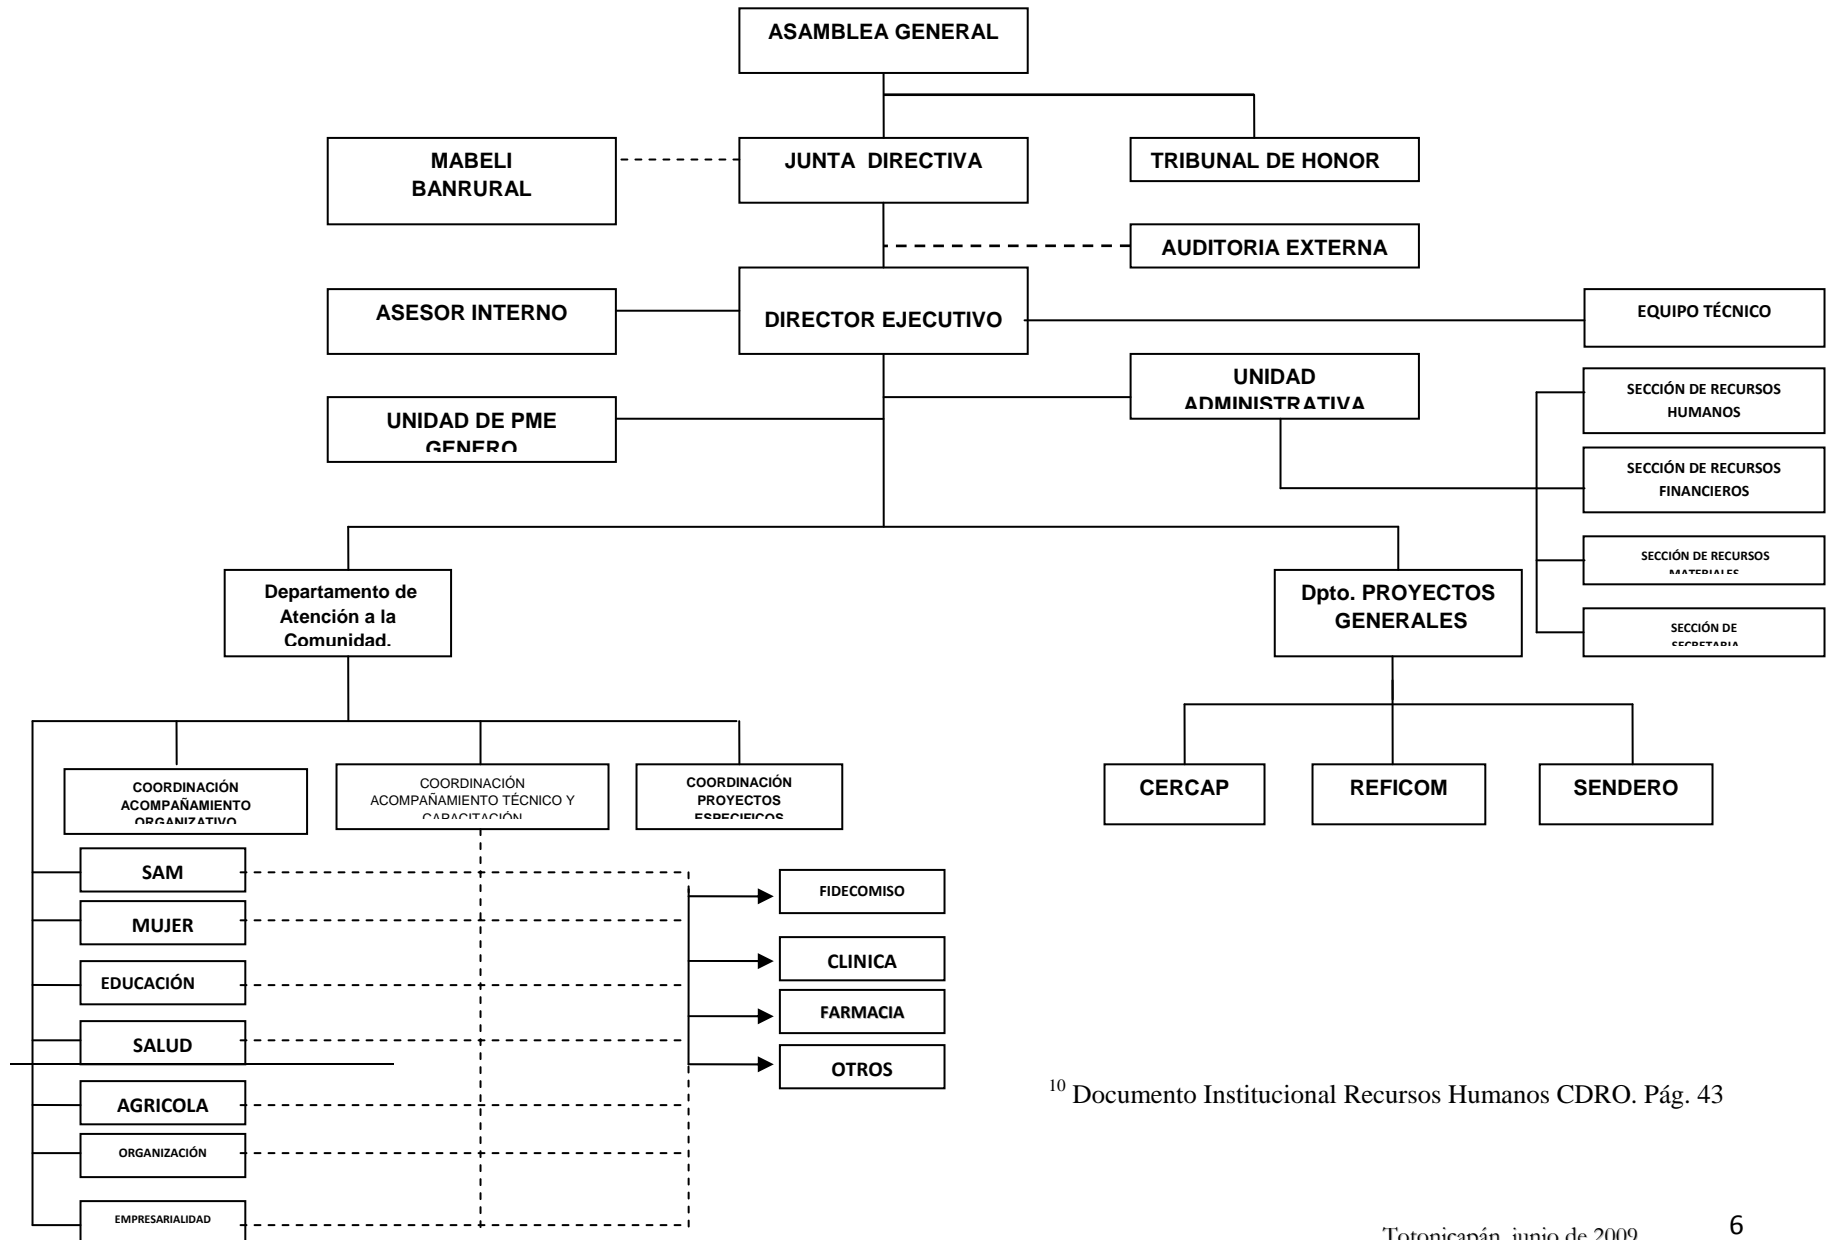 ASAMBLEA GENERAL
MABELI
BANRURAL
JUNTA DIRECTIVA
TRIBUNAL DE HONOR
AUDITORIA EXTERNA
ASESOR INTERNO
DIRECTOR EJECUTIVO
EQUIPO TÉCNICO
UNIDAD
ADMINISTRATIVA
UNIDAD DE PME
GENERO
SECCIÓN DE RECURSOS
HUMANOS
SECCIÓN DE RECURSOS
FINANCIEROS
SECCIÓN DE RECURSOS
MATERIALES
SECCIÓN DE
SECRETARIA
Departamento de
Atención a la
Comunidad.
Dpto. PROYECTOS
GENERALES
COORDINACIÓN
ACOMPAÑAMIENTO
ORGANIZATIVO
COORDINACIÓN
ACOMPAÑAMIENTO TÉCNICO Y
CAPACITACIÓN
COORDINACIÓN
PROYECTOS
ESPECIFICOS
CERCAP
REFICOM
SENDERO
SAM
MUJER
EDUCACIÓN
SALUD
AGRICOLA
ORGANIZACIÓN
EMPRESARIALIDAD
FIDECOMISO
CLINICA
FARMACIA
OTROS
10 Documento Institucional Recursos Humanos CDRO. Pág. 43
Totonicapán, junio de 2009
6